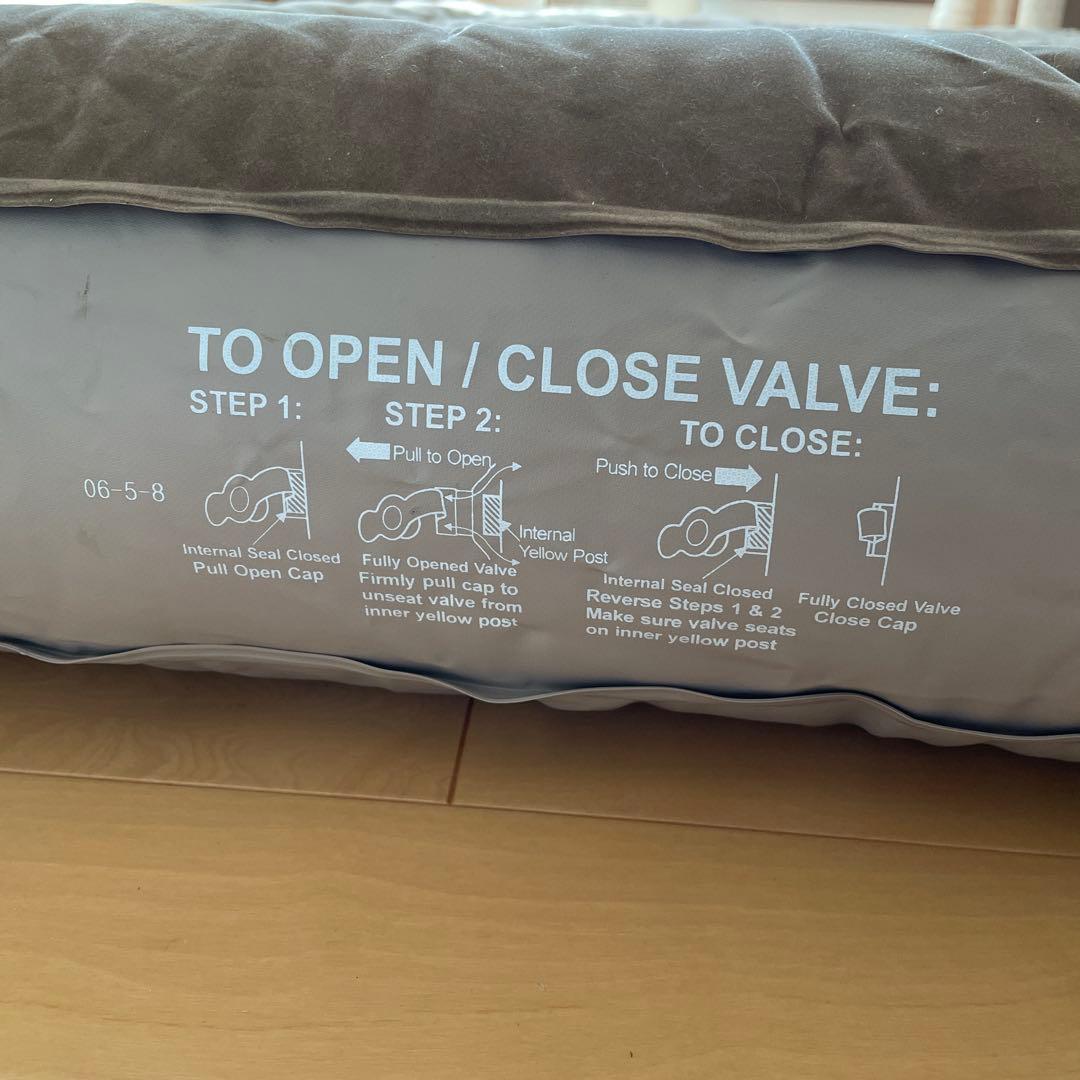 TO OPEN / CLOSE VALVE:
STEP 1:
06-5-8
Internal Seal Closed
Pull Open Cap
STEP 2:
Pull to Open
Internal
Yellow Post
Fully Opened Valve
Firmly pull cap to
unseat valve from
inner yellow post
TO CLOSE:
Push to Close
Internal Seal Closed
Reverse Steps 1 & 2
Make sure valve seats
on inner yellow post
Fully Closed Valve
Close Cap